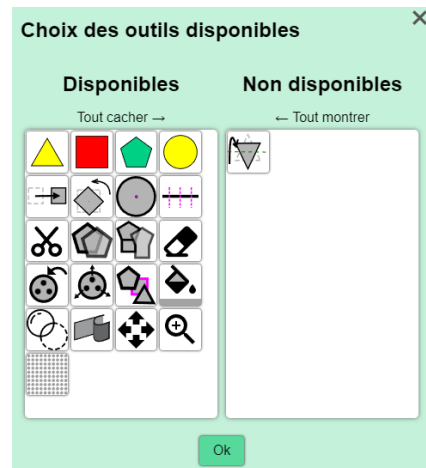 Choix des outils disponibles
Disponibles
Non disponibles
Tout cacher →
← Tout montrer
Ok